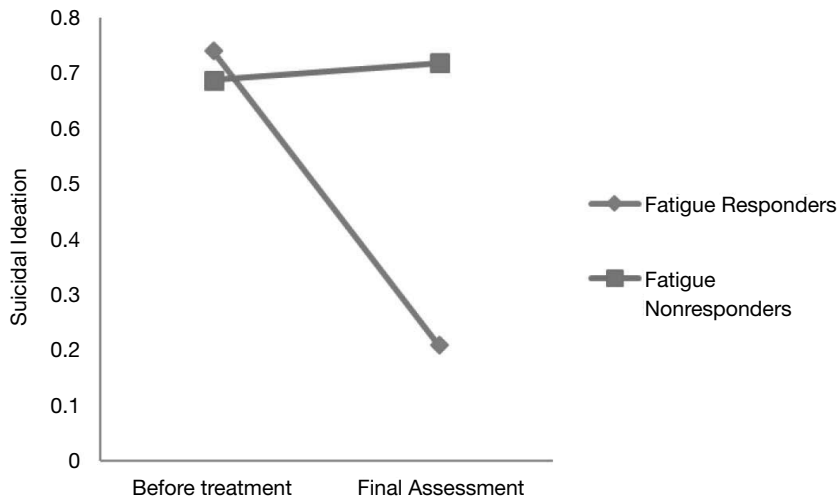 0.8
0.7
0.6
0.5
0.4
0.3
0.2
0.1
0
Suicidal Ideation
Before treatment
Final Assessment
Fatigue Responders
Fatigue
Nonresponders